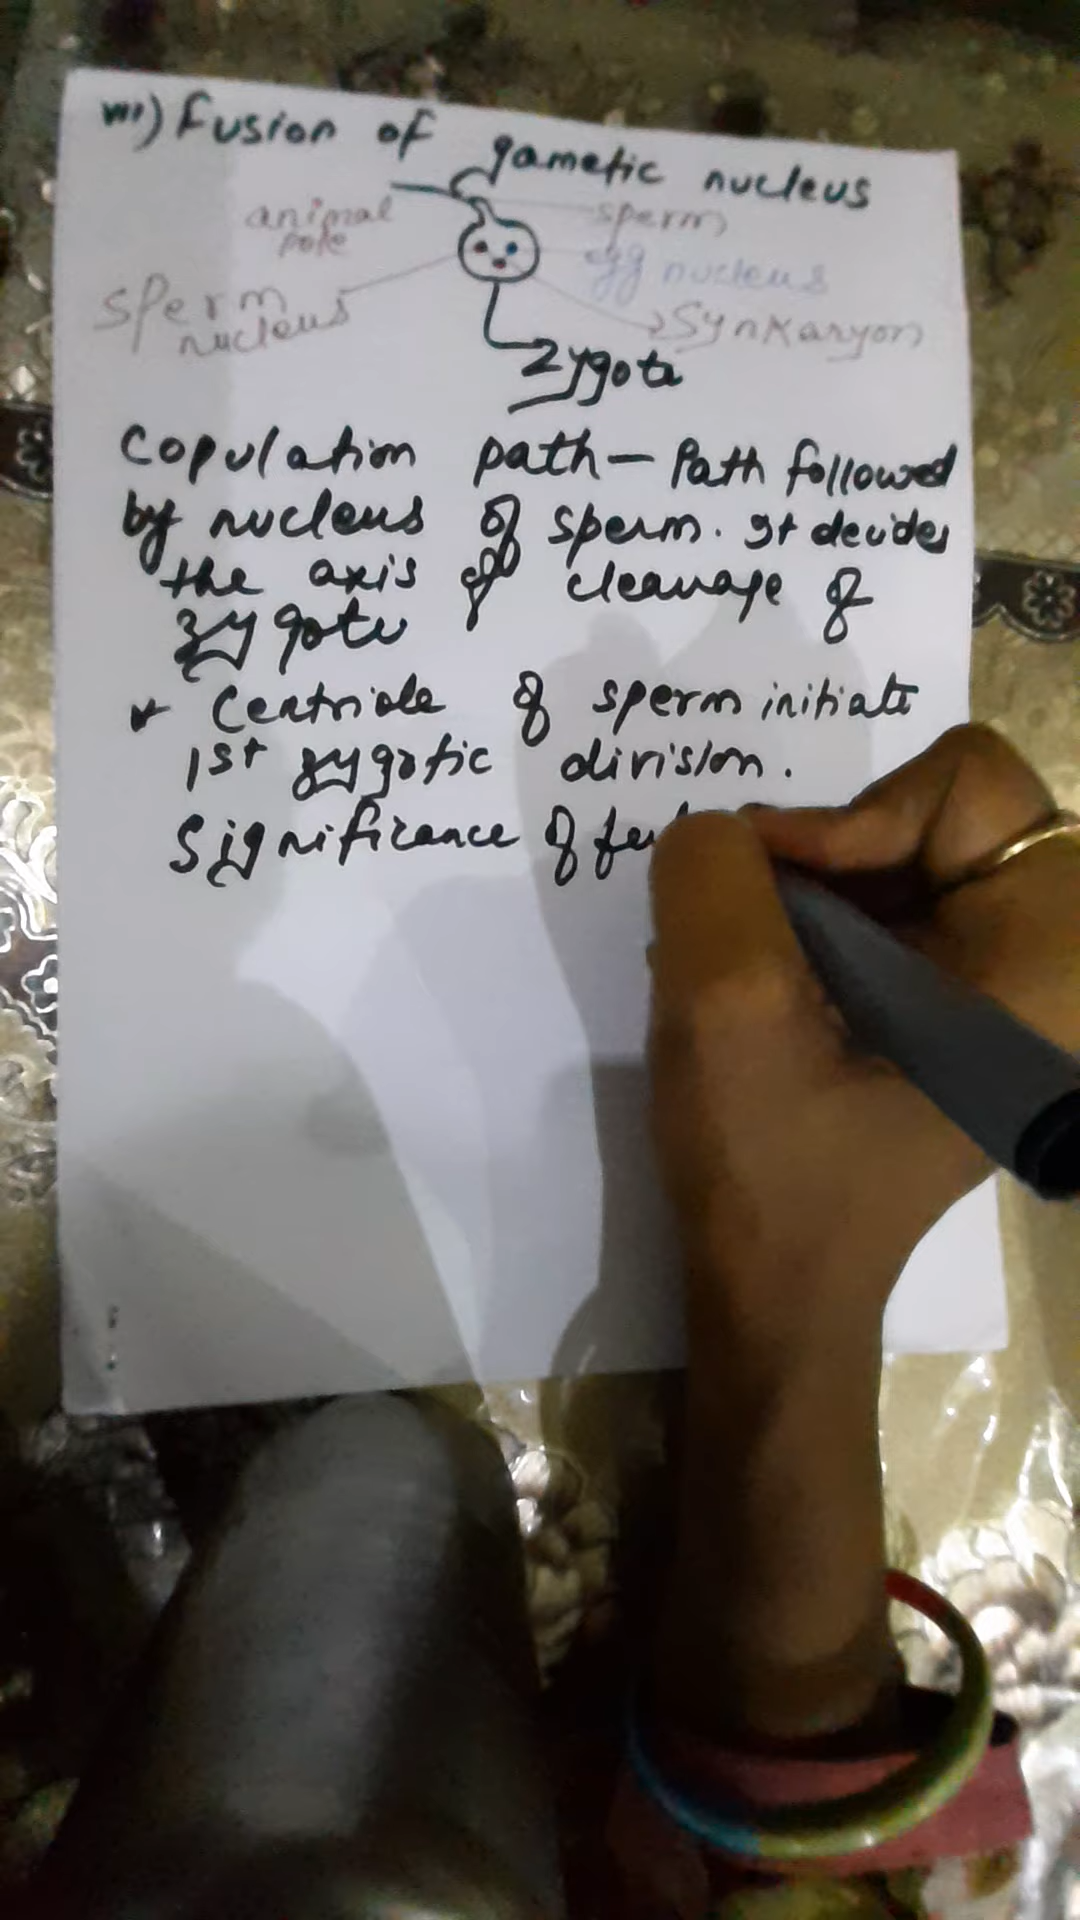 VIII) Fusion of gametic nucleus
animal pole
sperm
egg nucleus
Sperm nucleus
Synkaryon
Zygote
Copulation path - Path followed
by nucleus of sperm. It decides
the axis of cleavage of
zygote
* Centriole of sperm initiate
1st zygotic division.
Significance of